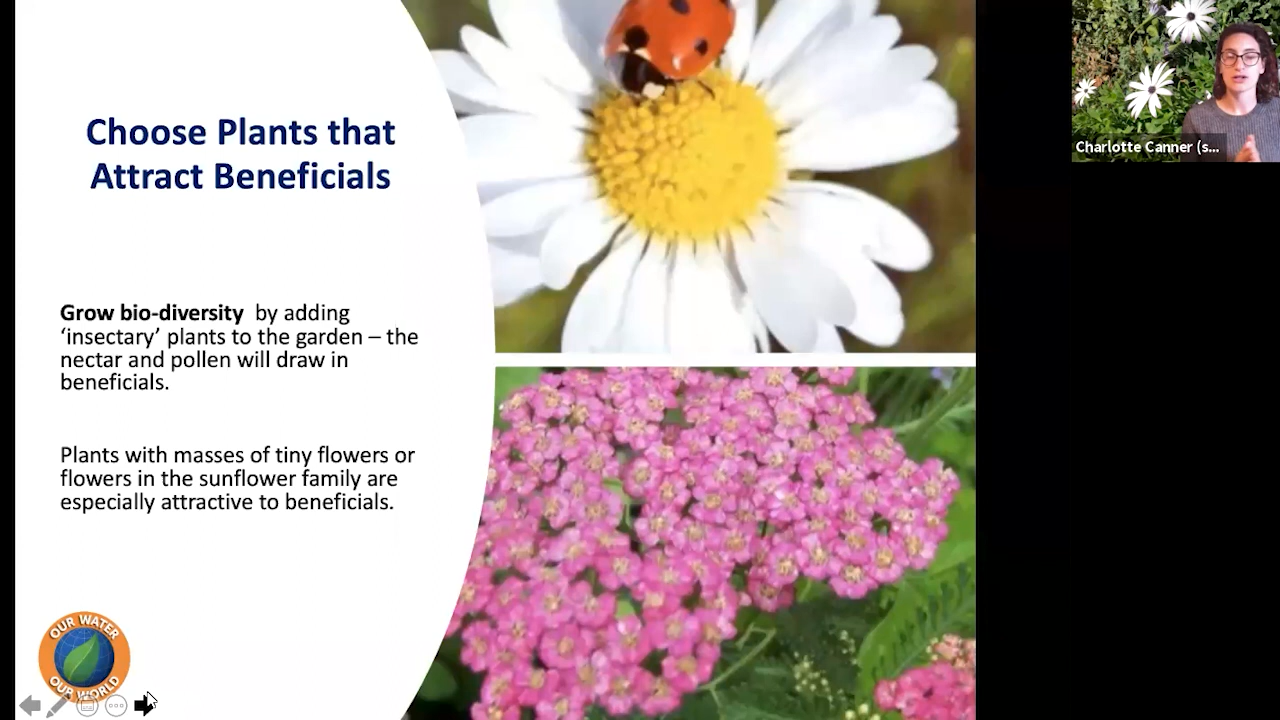 Choose Plants that
Attract Beneficials
Grow bio-diversity by adding
‘insectary’ plants to the garden – the
nectar and pollen will draw in
beneficials.
Plants with masses of tiny flowers or
flowers in the sunflower family are
especially attractive to beneficials.
OUR WATER
OUR WORLD
Charlotte Canner (s...